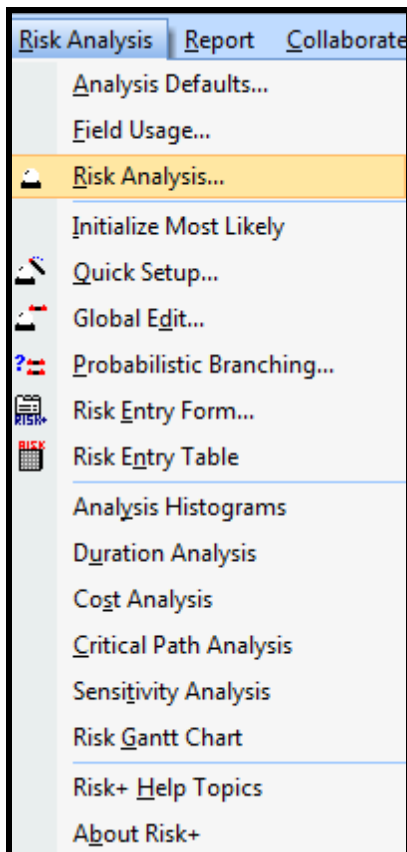 Risk Analysis Report Collaborate
Analysis Defaults...
Field Usage...
Risk Analysis...
Initialize Most Likely
Quick Setup...
Global Edit...
? Probabilistic Branching...
RISK+ Risk Entry Form...
RISK Risk Entry Table
Analysis Histograms
Duration Analysis
Cost Analysis
Critical Path Analysis
Sensitivity Analysis
Risk Gantt Chart
Risk+ Help Topics
About Risk+